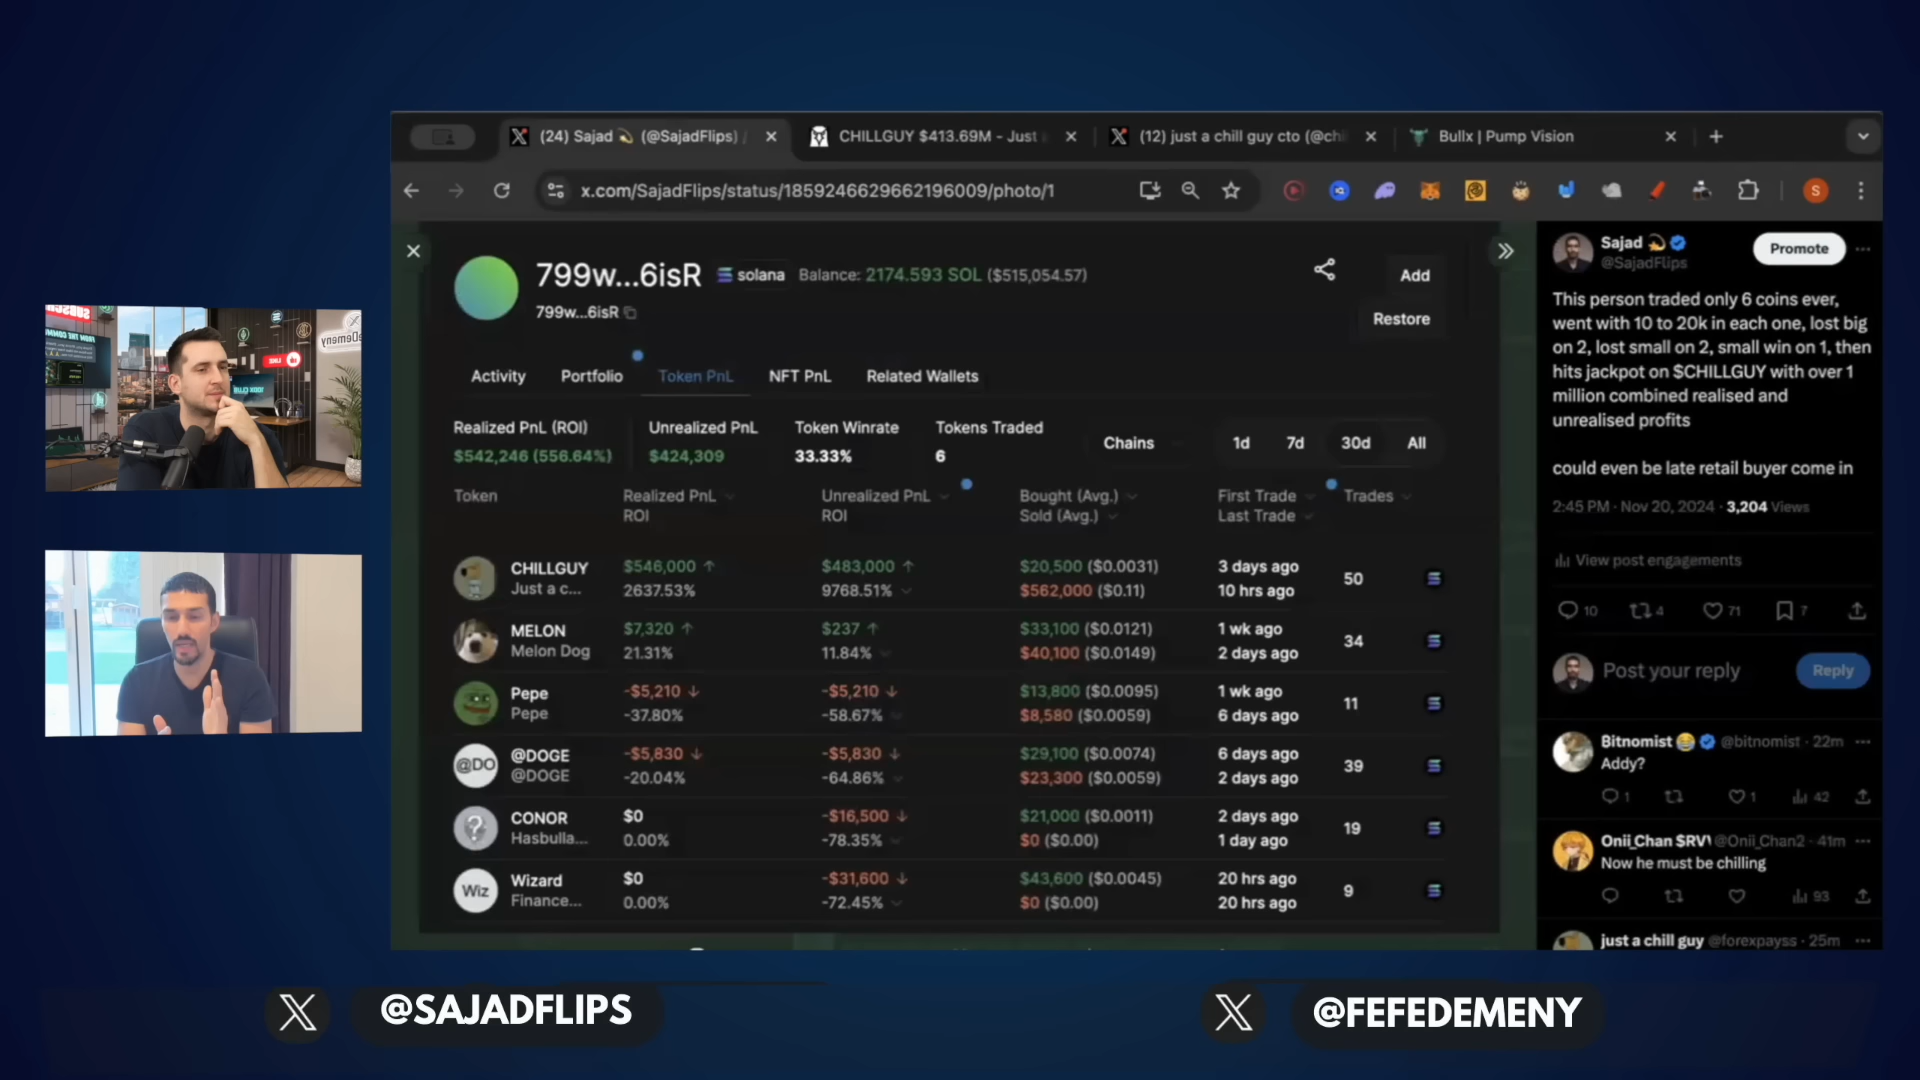 (24) Sajad 💫 (@SajadFlips) /
CHILLGUY $413.69M - Just
(12) just a chill guy cto (@chi
Bullx | Pump Vision
x.com/SajadFlips/status/1859246629662196009/photo/1
S
799w...6isR
solana
Balance: 2174.593 SOL ($515,054.57)
799w...6isR
Add
Restore
Activity
Portfolio
Token PnL
NFT PnL
Related Wallets
Realized PnL (ROI)
Unrealized PnL
Token Winrate
Tokens Traded
$542,246 (556.64%)
$424,309
33.33%
6
Chains
1d
7d
30d
All
Token
Realized PnL
ROI
Unrealized PnL
ROI
Bought (Avg.)
Sold (Avg.)
First Trade
Last Trade
Trades
CHILLGUY
Just a c...
$546,000 ↑
2637.53%
$483,000 ↑
9768.51%
$20,500 ($0.0031)
$562,000 ($0.11)
3 days ago
10 hrs ago
50
MELON
Melon Dog
$7,320 ↑
21.31%
$237 ↑
11.84%
$33,100 ($0.0121)
$40,100 ($0.0149)
1 wk ago
2 days ago
34
Pepe
Pepe
-$5,210 ↓
-37.80%
-$5,210 ↓
-58.67%
$13,800 ($0.0095)
$8,580 ($0.0059)
1 wk ago
6 days ago
11
@DO
@DOGE
@DOGE
-$5,830 ↓
-20.04%
-$5,830 ↓
-64.86%
$29,100 ($0.0074)
$23,300 ($0.0059)
6 days ago
2 days ago
39
?
CONOR
Hasbulla...
$0
0.00%
-$16,500 ↓
-78.35%
$21,000 ($0.0011)
$0 ($0.00)
2 days ago
1 day ago
19
Wiz
Wizard
Finance...
$0
0.00%
-$31,600 ↓
-72.45%
$43,600 ($0.0045)
$0 ($0.00)
20 hrs ago
20 hrs ago
9
Sajad 💫
@SajadFlips
Promote
This person traded only 6 coins ever,
went with 10 to 20k in each one, lost big
on 2, lost small on 2, small win on 1, then
hits jackpot on $CHILLGUY with over 1
million combined realised and
unrealised profits
could even be late retail buyer come in
2:45 PM · Nov 20, 2024 · 3,204 Views
View post engagements
10
4
71
7
Post your reply
Reply
Bitnomist 😂 @bitnomist · 22m
Addy?
1
1
42
Onii_Chan $RV\ @Onii_Chan2 · 41m
Now he must be chilling
93
just a chill guy @forexpayss · 25m
@SAJADFLIPS
@FEFEDEMENY